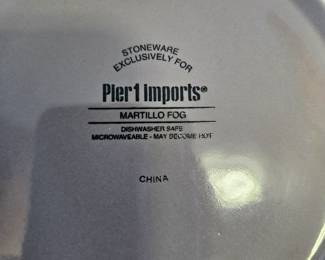 STONEWARE
EXCLUSIVELY FOR
Pier 1 imports®
MARTILLO FOG
DISHWASHER SAFE
MICROWAVEABLE - MAY BECOME HOT
CHINA